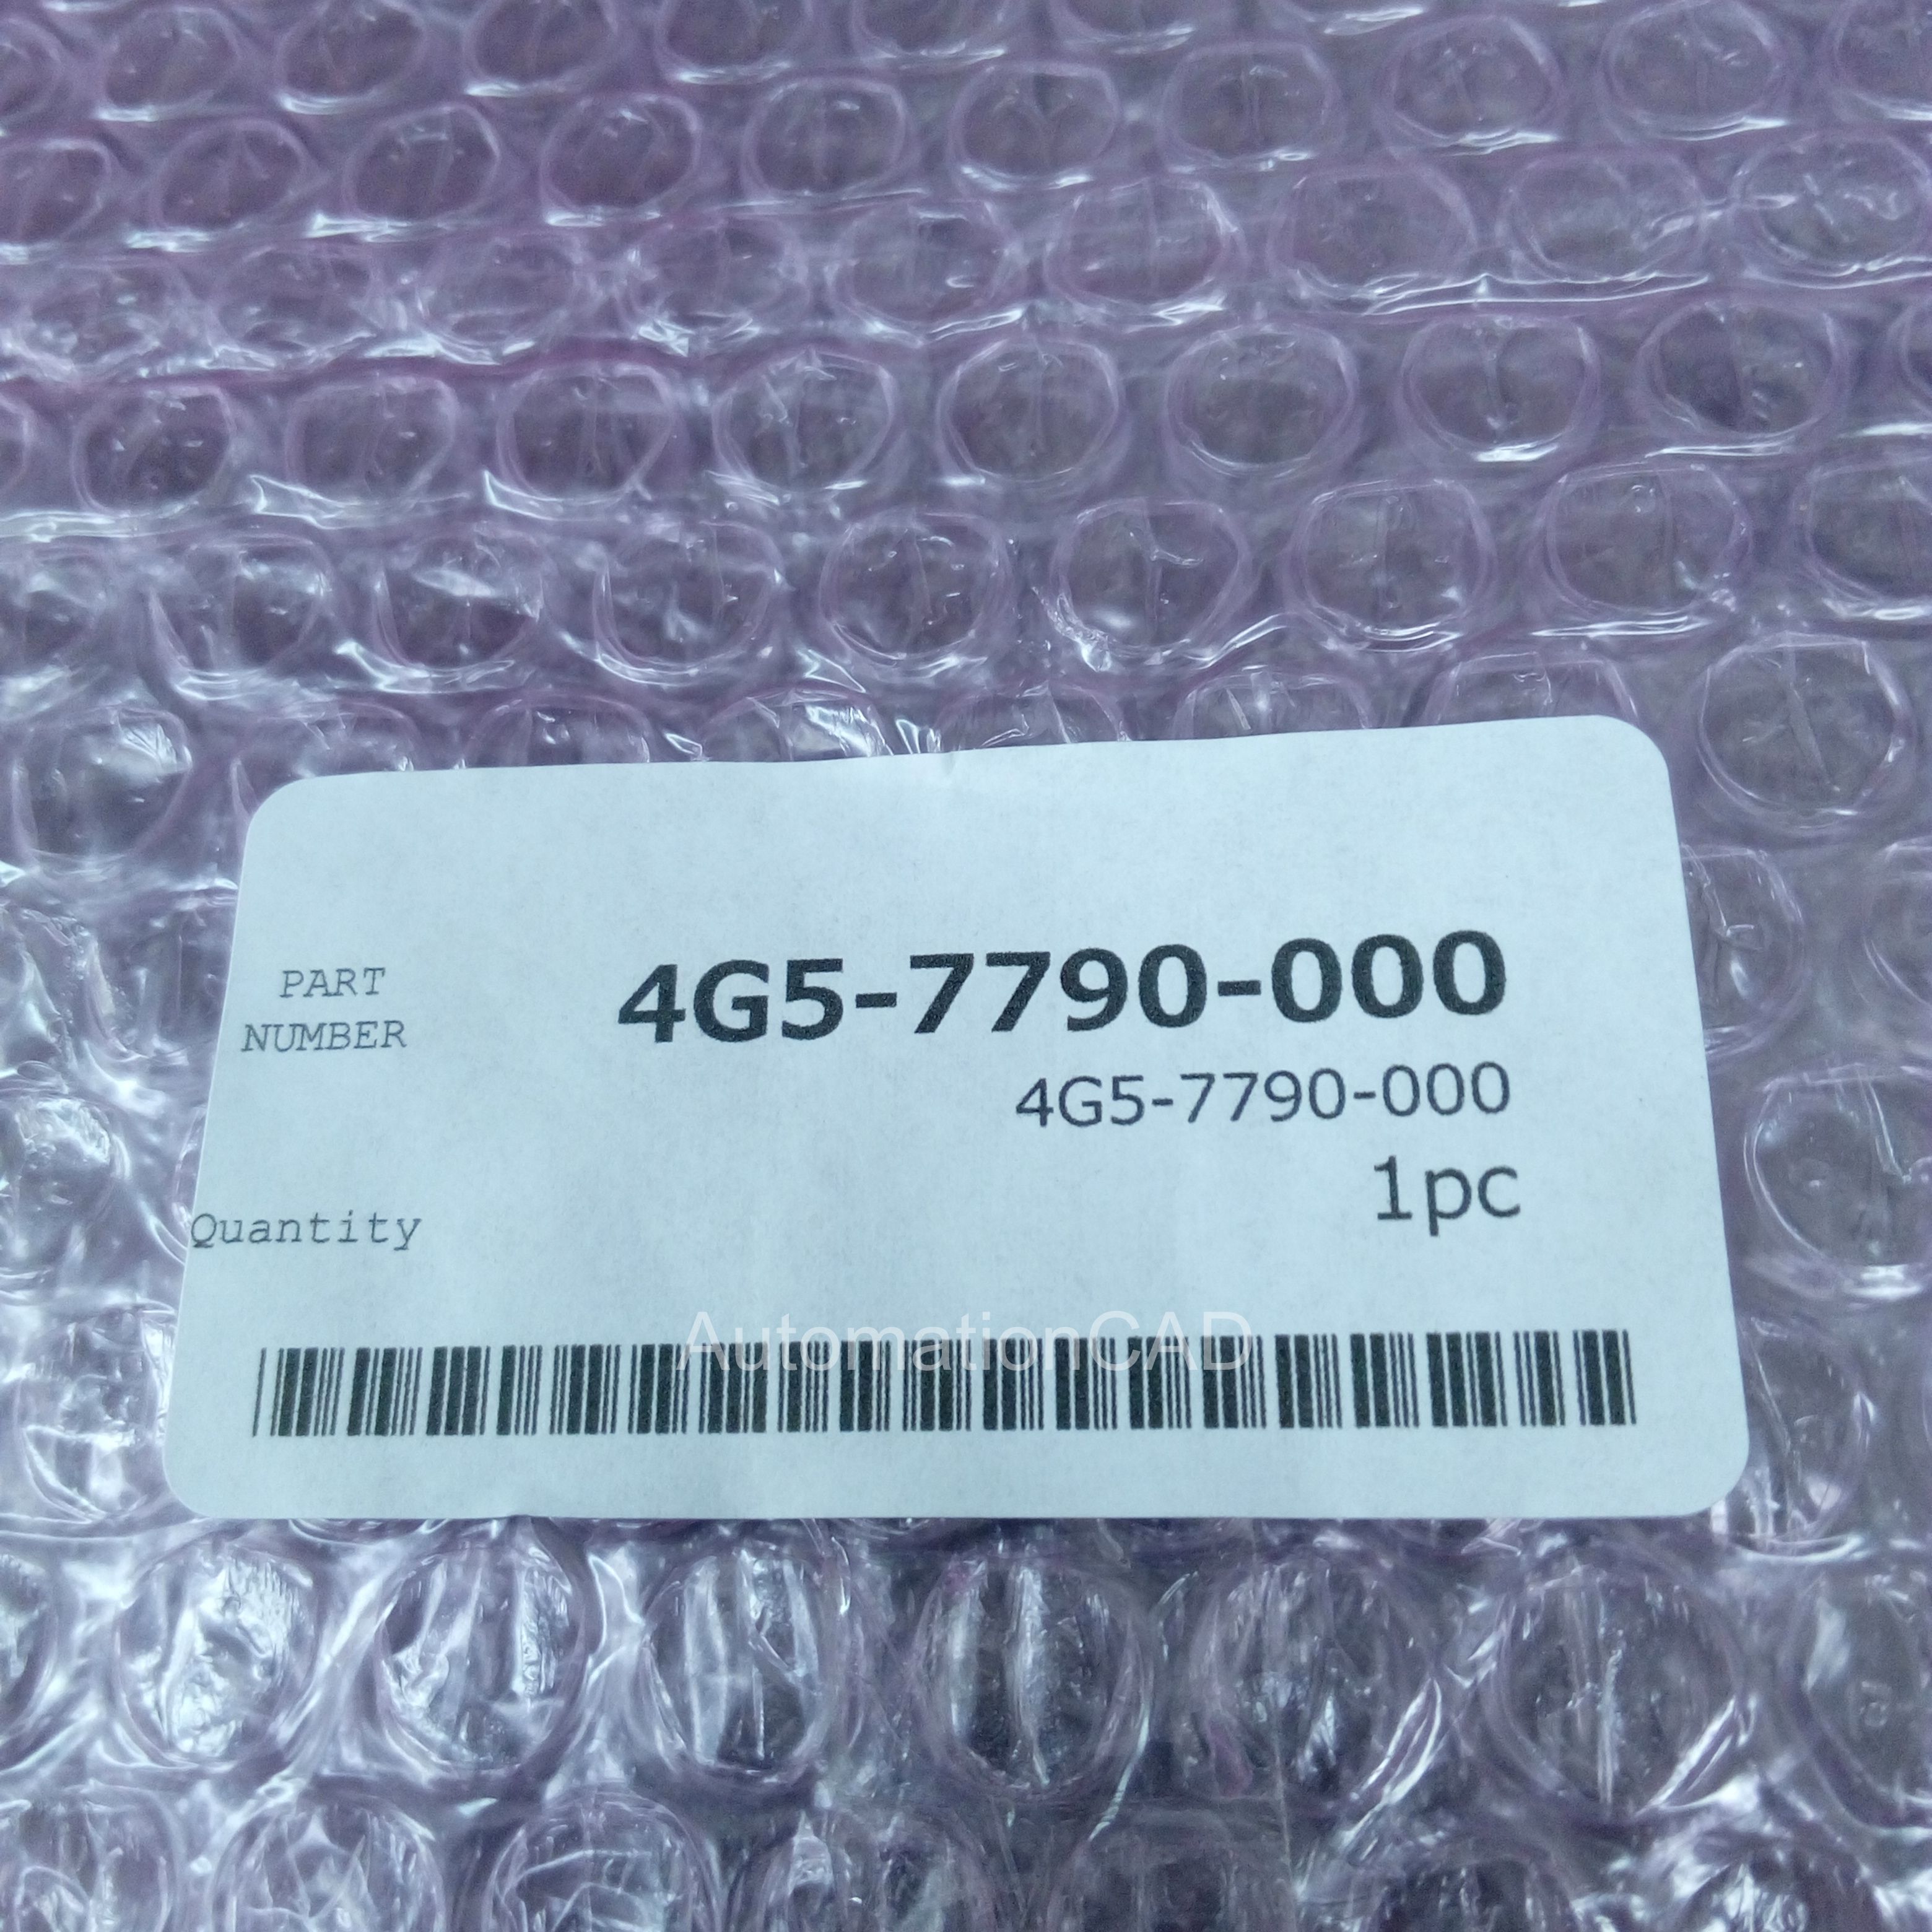 PART
NUMBER
4G5-7790-000
4G5-7790-000
Quantity
1pc
AutomationCAD